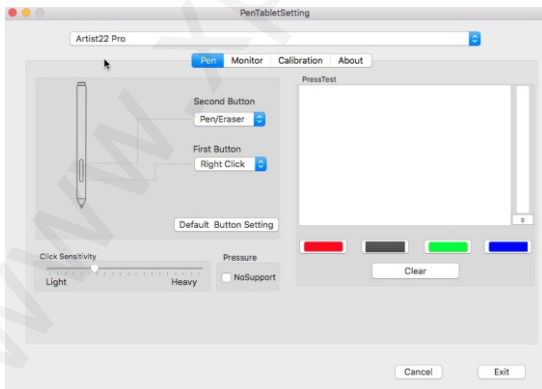 PenTabletSetting
Artist22 Pro
Pen Monitor Calibration About
PressTest
Second Button
Pen/Eraser
First Button
Right Click
Default Button Setting
0
Click Sensitivity
Light Heavy
Pressure
NoSupport
Clear
Cancel Exit